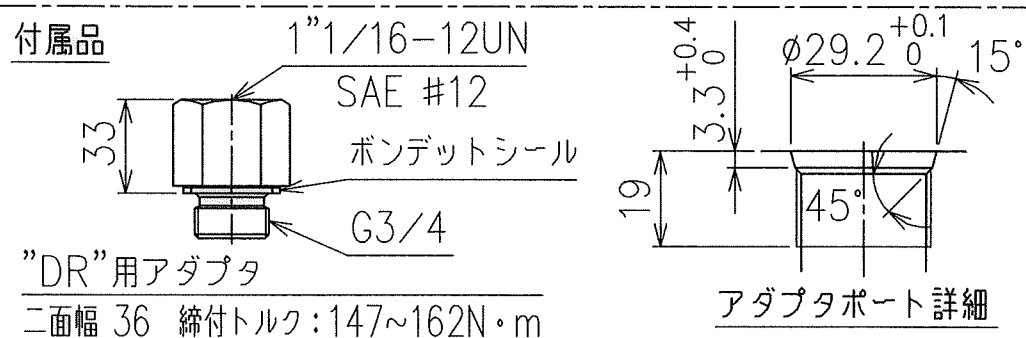 付属品
1"1/16-12UN
SAE #12
33
ボンデットシール
G3/4
"DR"用アダプタ
二面幅 36 締付トルク:147~162N・m
+0.1
ø29.2 0
15°
+0.4
3.3 0
19
45°
アダプタポート詳細